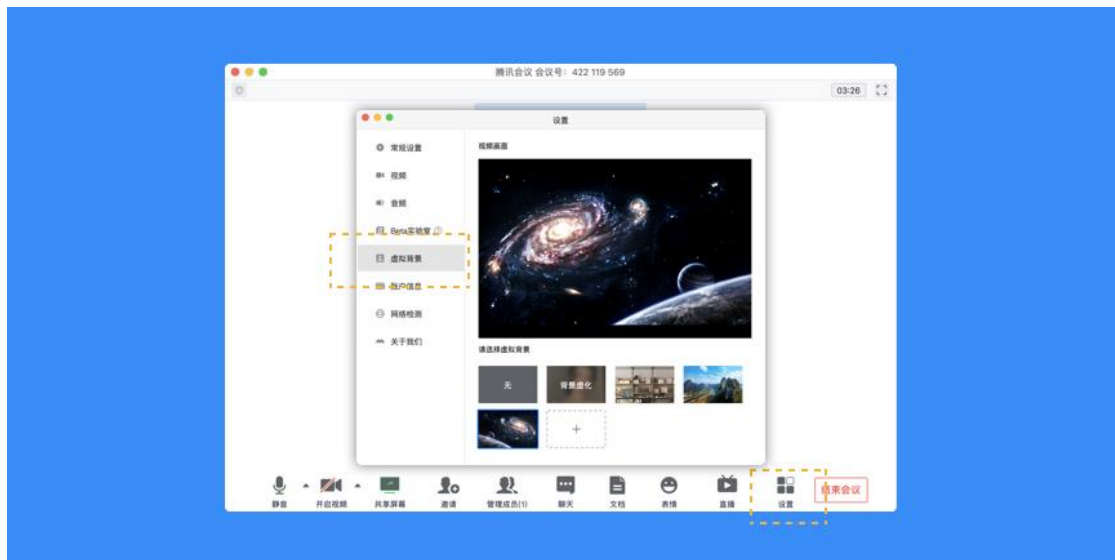 腾讯会议 会议号：422 119 569
03:26
设置
常规设置
视频
音频
Beta实验室
虚拟背景
账户信息
网络检测
关于我们
视频画面
请选择虚拟背景
无
背景虚化
+
静音
开启视频
共享屏幕
邀请
管理成员(1)
聊天
文档
表情
直播
设置
结束会议